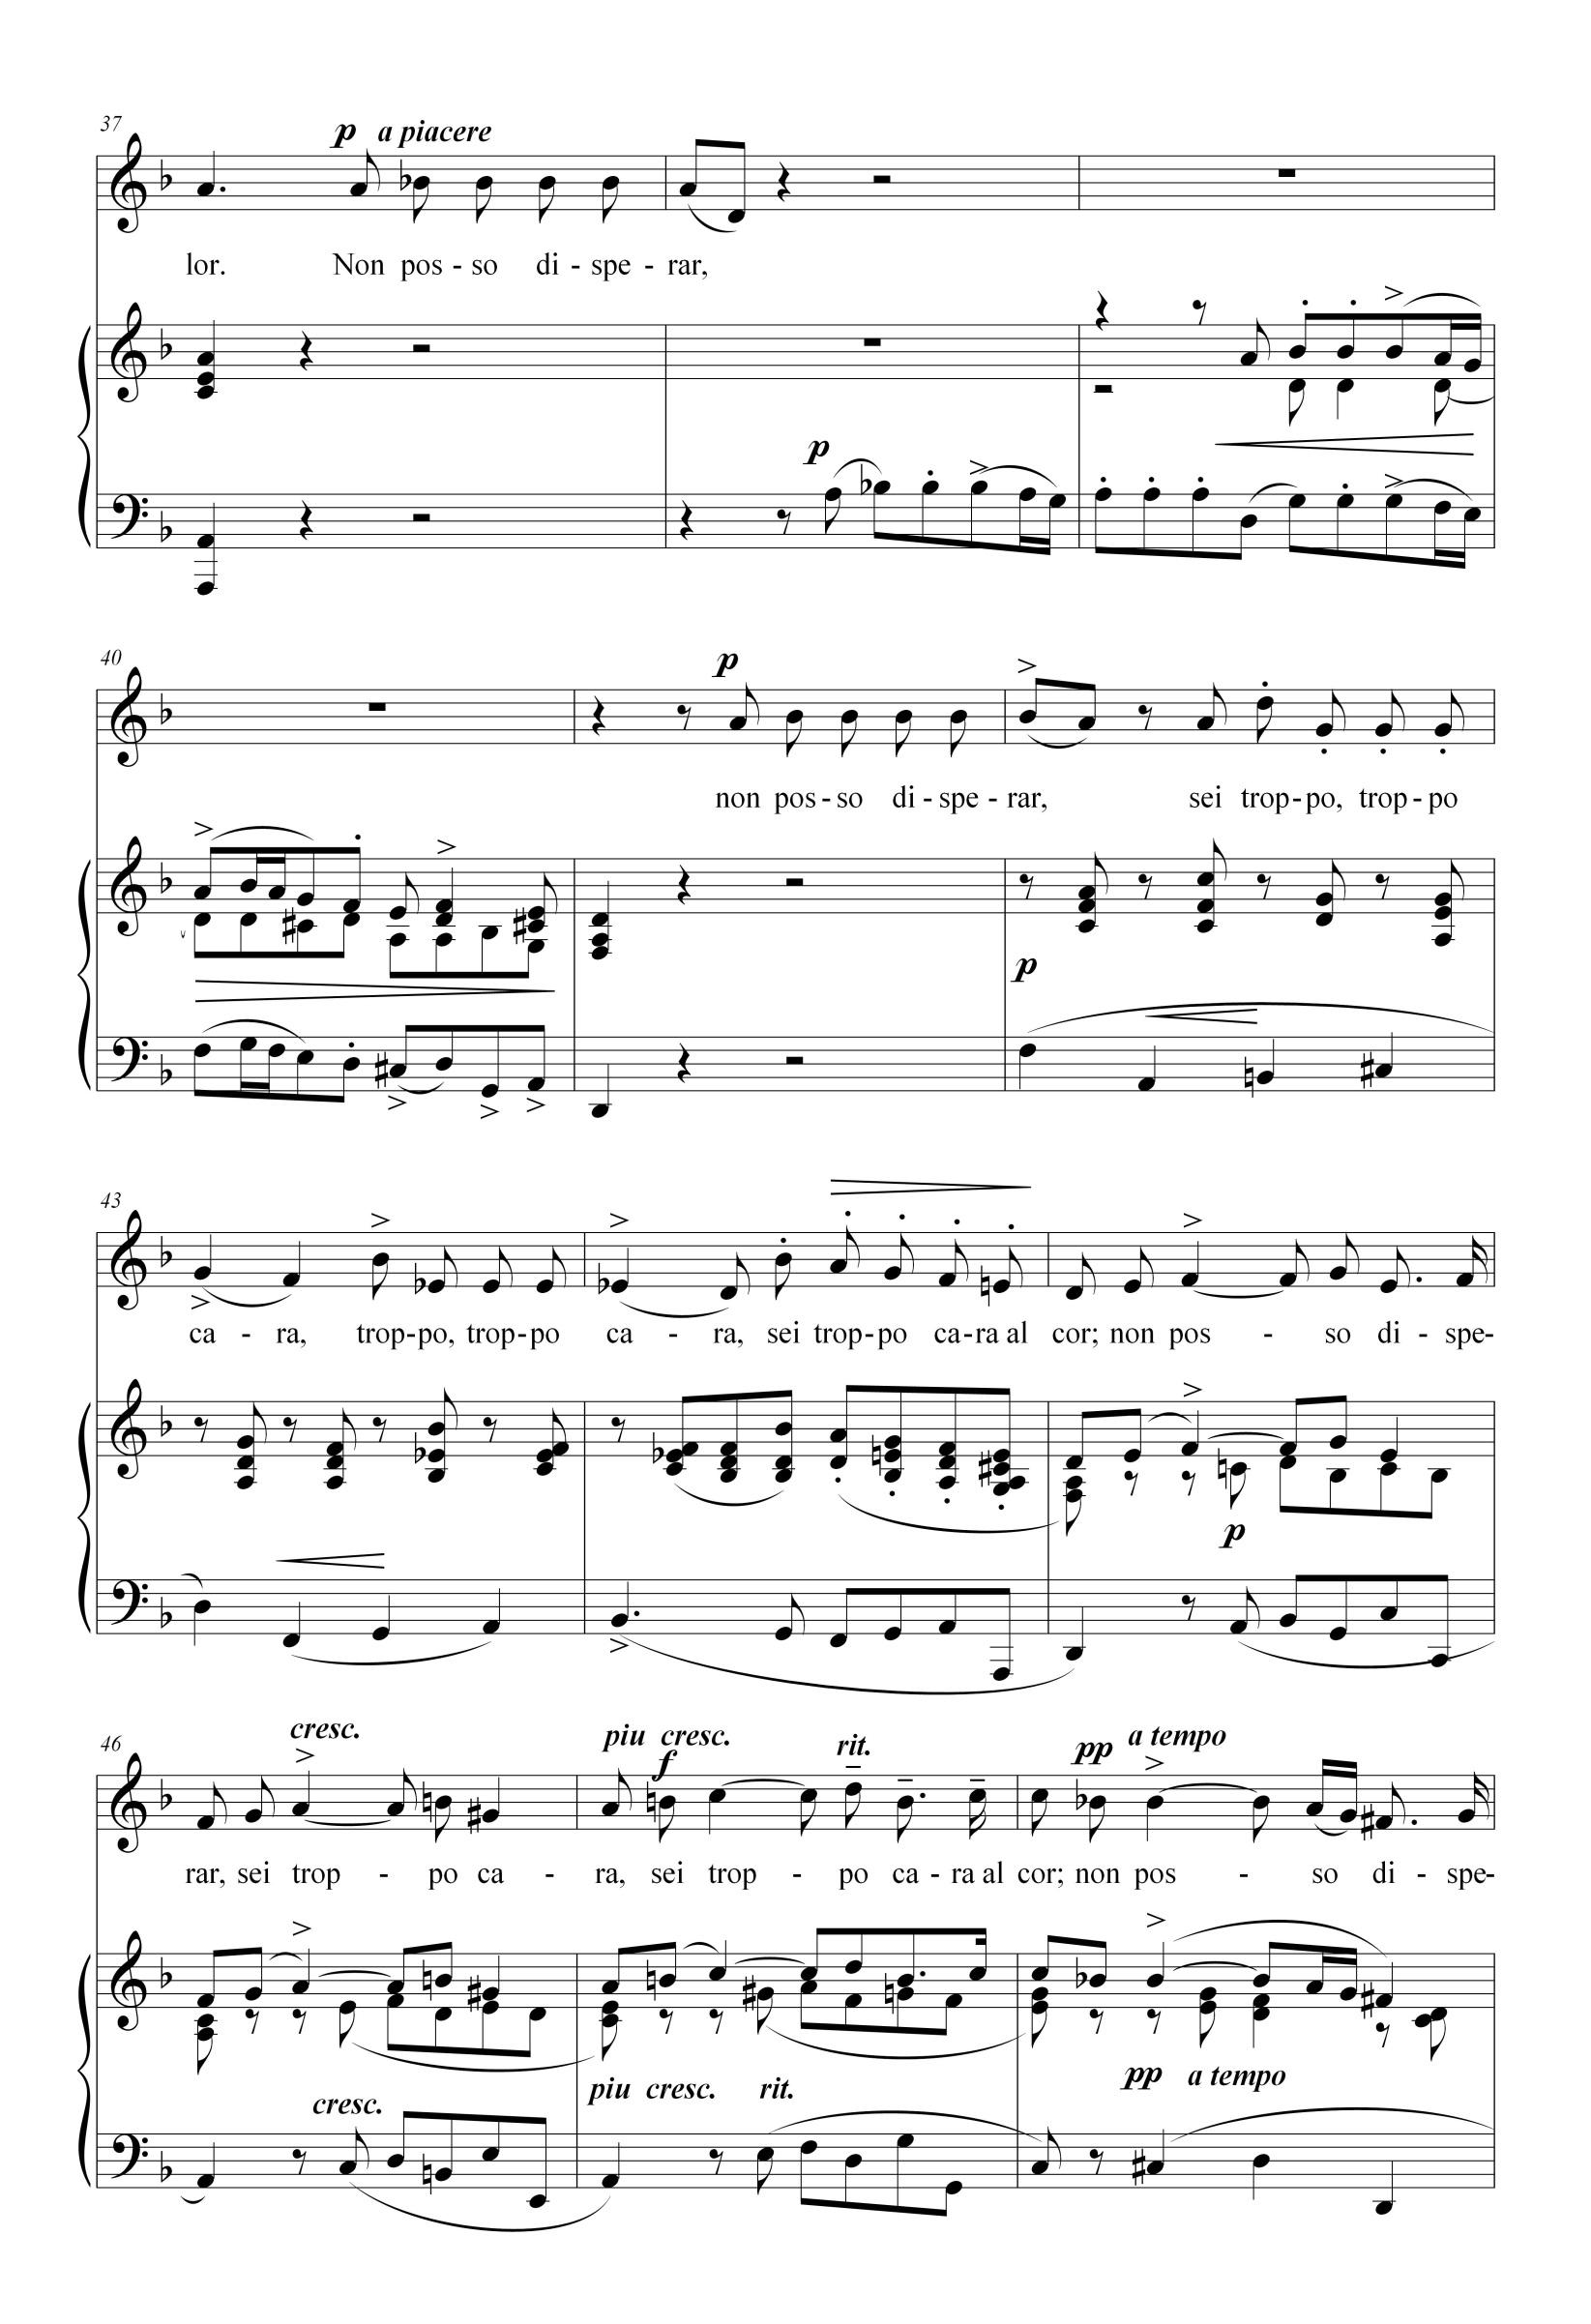 37
p a piacere
lor. Non pos - so di - spe - rar,
p
40
p
non pos - so di - spe - rar, sei trop - po, trop - po
p
43
ca - ra, trop - po, trop - po ca - ra, sei trop - po ca - ra al cor; non pos - so di - spe -
p
46
cresc. piu cresc. rit. pp a tempo
f
rar, sei trop - po ca - ra, sei trop - po ca - ra al cor; non pos - so di - spe -
cresc. piu cresc. rit. pp a tempo